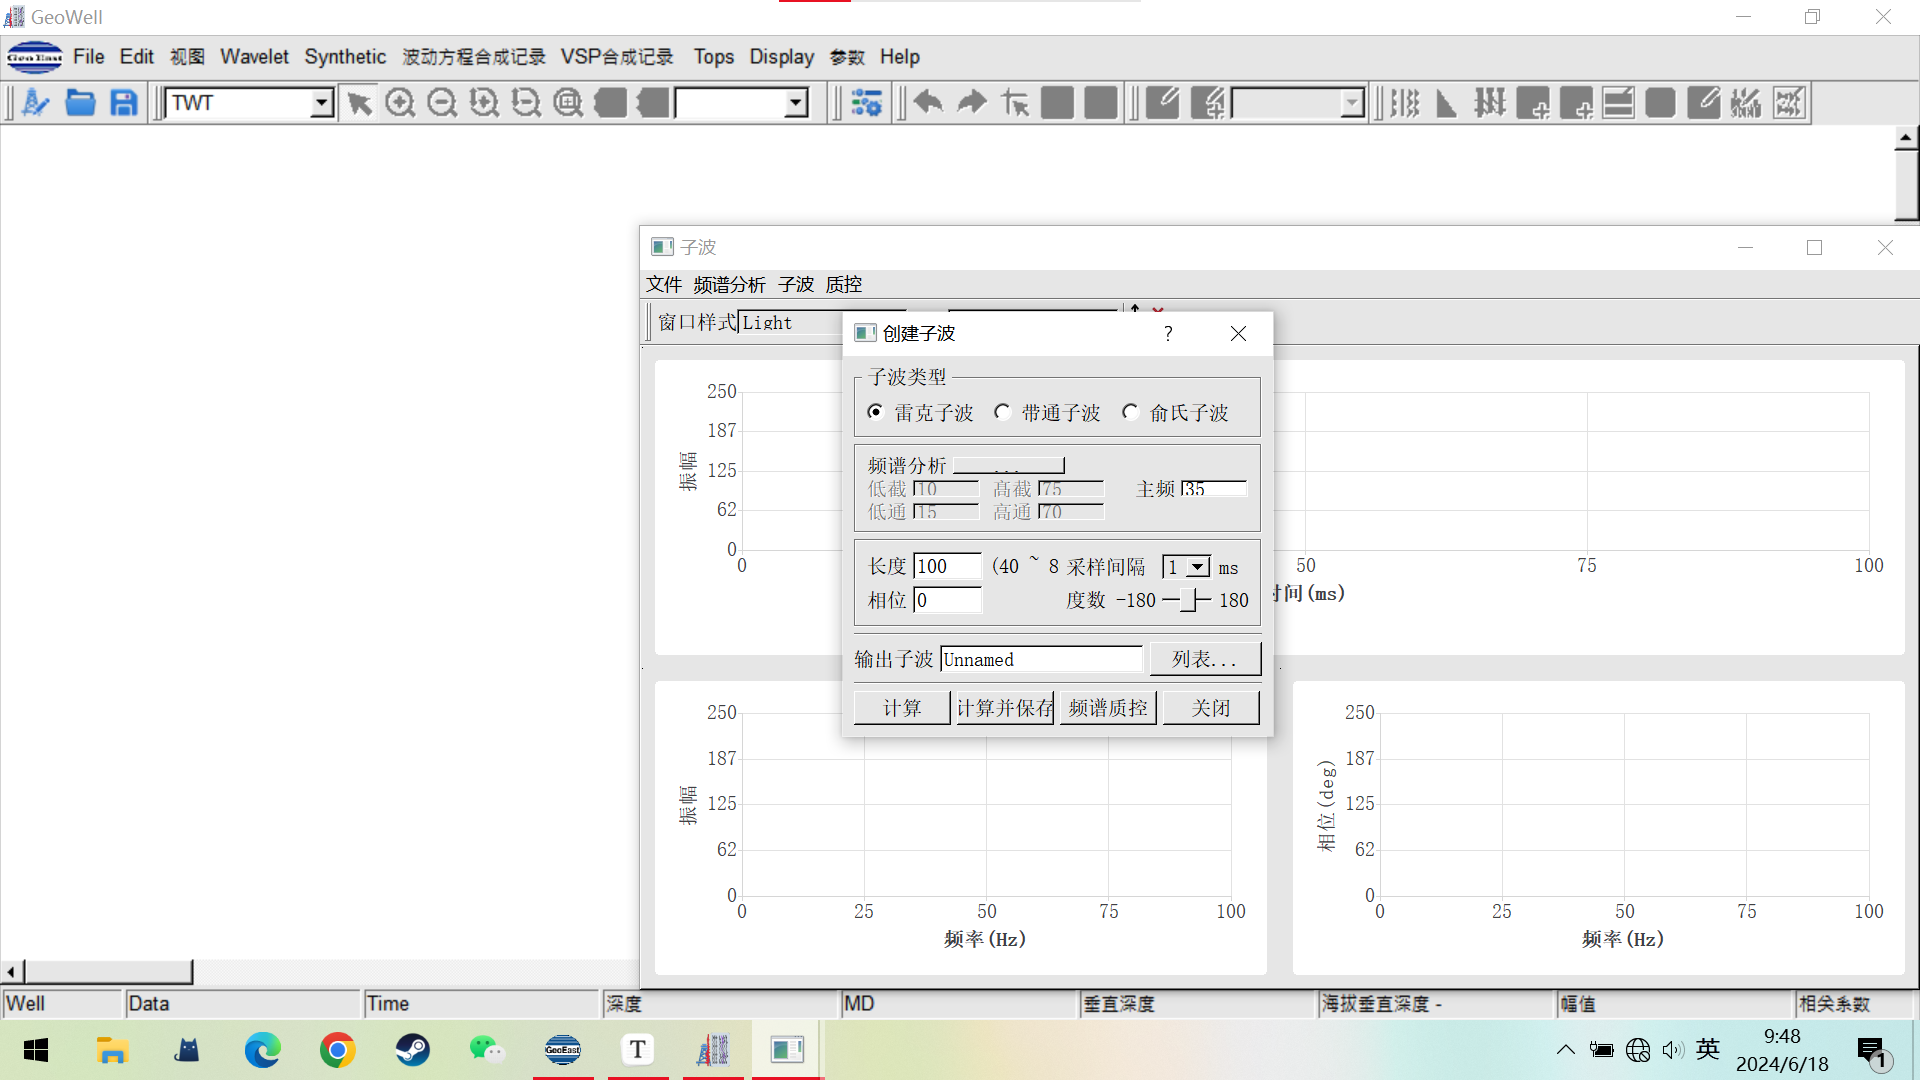 GeoWell
Geo East File Edit 视图 Wavelet Synthetic 波动方程合成记录 VSP合成记录 Tops Display 参数 Help
TWT
子波
文件 频谱分析 子波 质控
窗口样式 Light
创建子波 ?
子波类型
雷克子波 带通子波 俞氏子波
频谱分析 ...
低截 10 高截 75 主频 35
低通 15 高通 70
长度 100 (40 ~ 8 采样间隔 1 ms
相位 0 度数 -180 180
输出子波 Unnamed 列表...
计算 计算并保存 频谱质控 关闭
250
187
125
62
0
振幅
0 50 75 100
时间(ms)
250
187
125
62
0
振幅
0 25 50 75 100
频率(Hz)
250
187
125
62
0
相位(deg)
0 25 50 75 100
频率(Hz)
Well Data Time 深度 MD 垂直深度 海拔垂直深度 - 幅值 相关系数
GeoEast T 英 9:48
2024/6/18 1